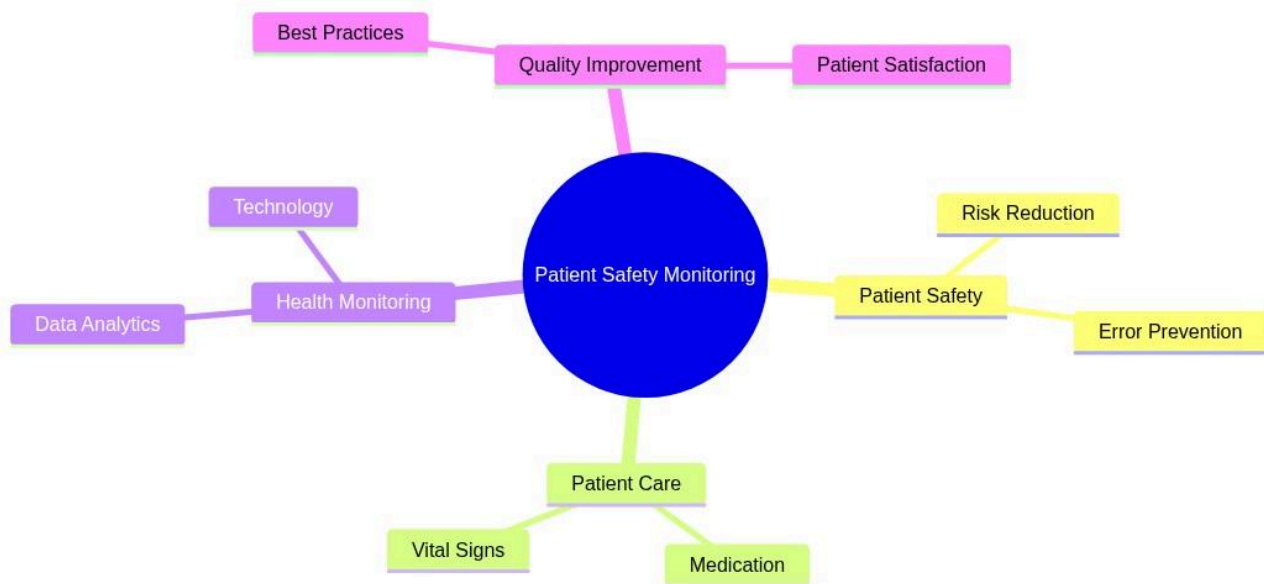 Best Practices
Quality Improvement
Patient Satisfaction
Technology
Risk Reduction
Patient Safety Monitoring
Health Monitoring
Patient Safety
Data Analytics
Error Prevention
Patient Care
Vital Signs
Medication